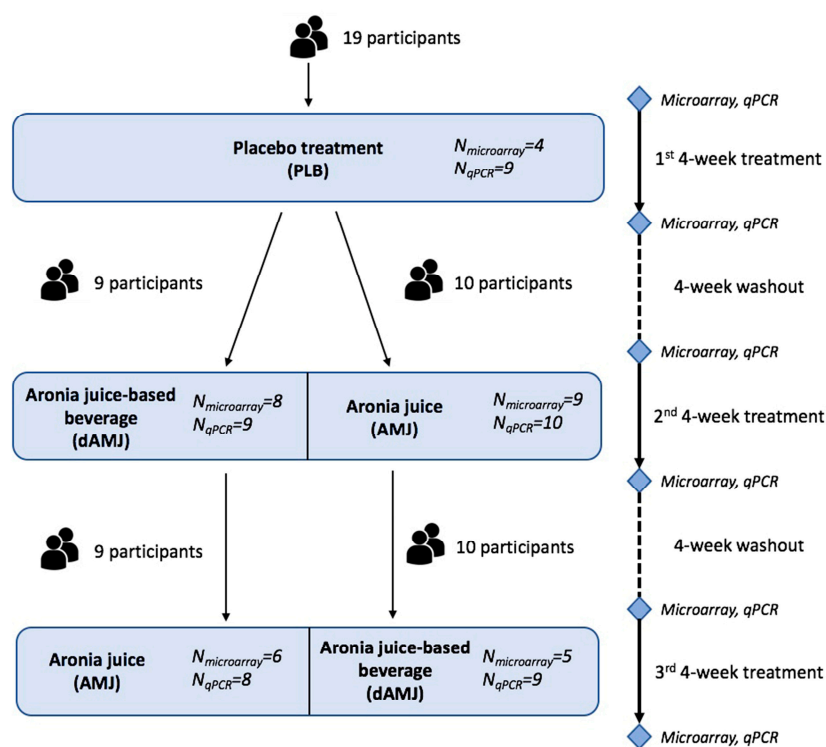 19 participants
Microarray, qPCR
Placebo treatment
(PLB)
Nmicroarray=4
NqPCR=9
1st 4-week treatment
Microarray, qPCR
9 participants
10 participants
4-week washout
Microarray, qPCR
Aronia juice-based
beverage
(dAMJ)
Nmicroarray=8
NqPCR=9
Aronia juice
(AMJ)
Nmicroarray=9
NqPCR=10
2nd 4-week treatment
Microarray, qPCR
9 participants
10 participants
4-week washout
Microarray, qPCR
Aronia juice
(AMJ)
Nmicroarray=6
NqPCR=8
Aronia juice-based
beverage
(dAMJ)
Nmicroarray=5
NqPCR=9
3rd 4-week treatment
Microarray, qPCR